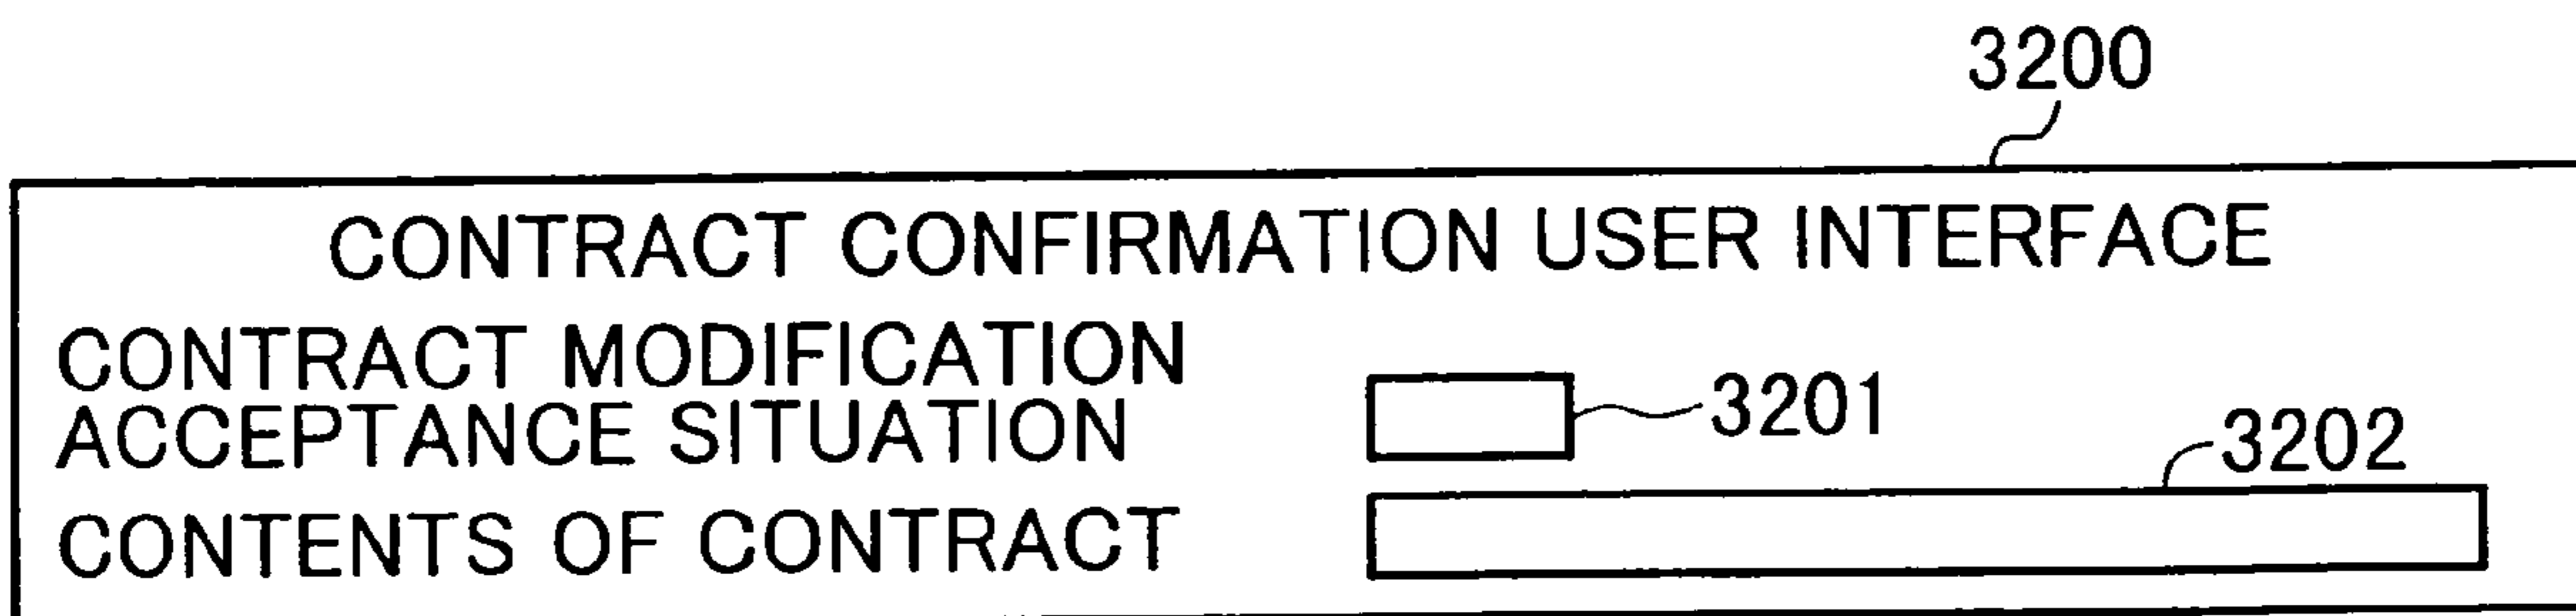 3200
CONTRACT CONFIRMATION USER INTERFACE
CONTRACT MODIFICATION
ACCEPTANCE SITUATION
3201
3202
CONTENTS OF CONTRACT